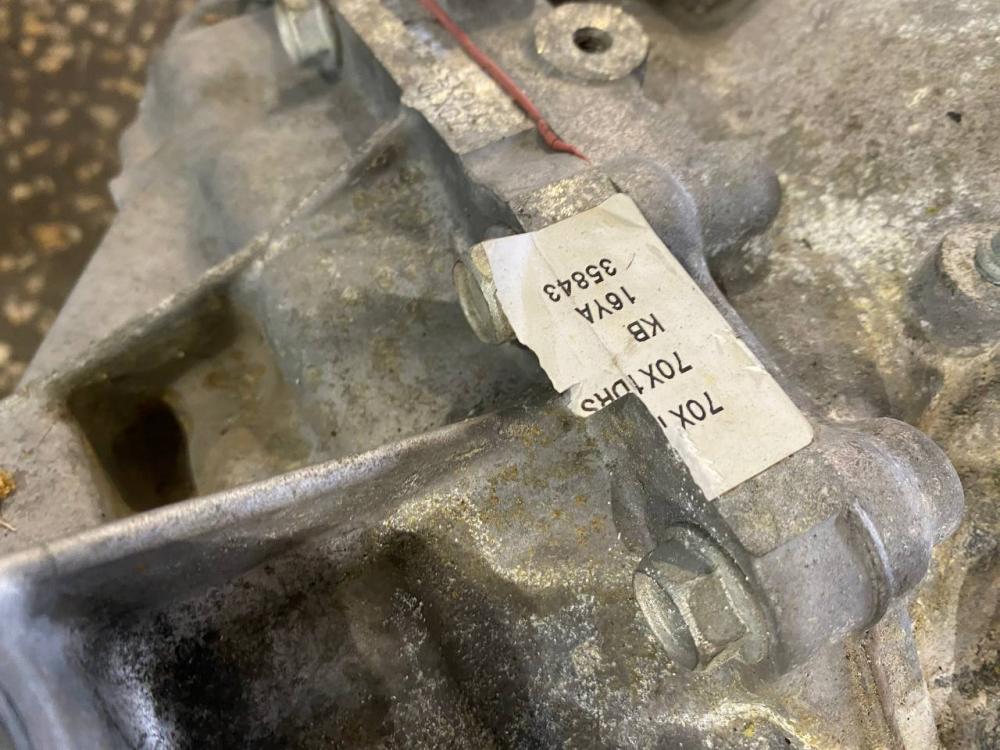 70X
70X1DHS
KB
16YA
35843